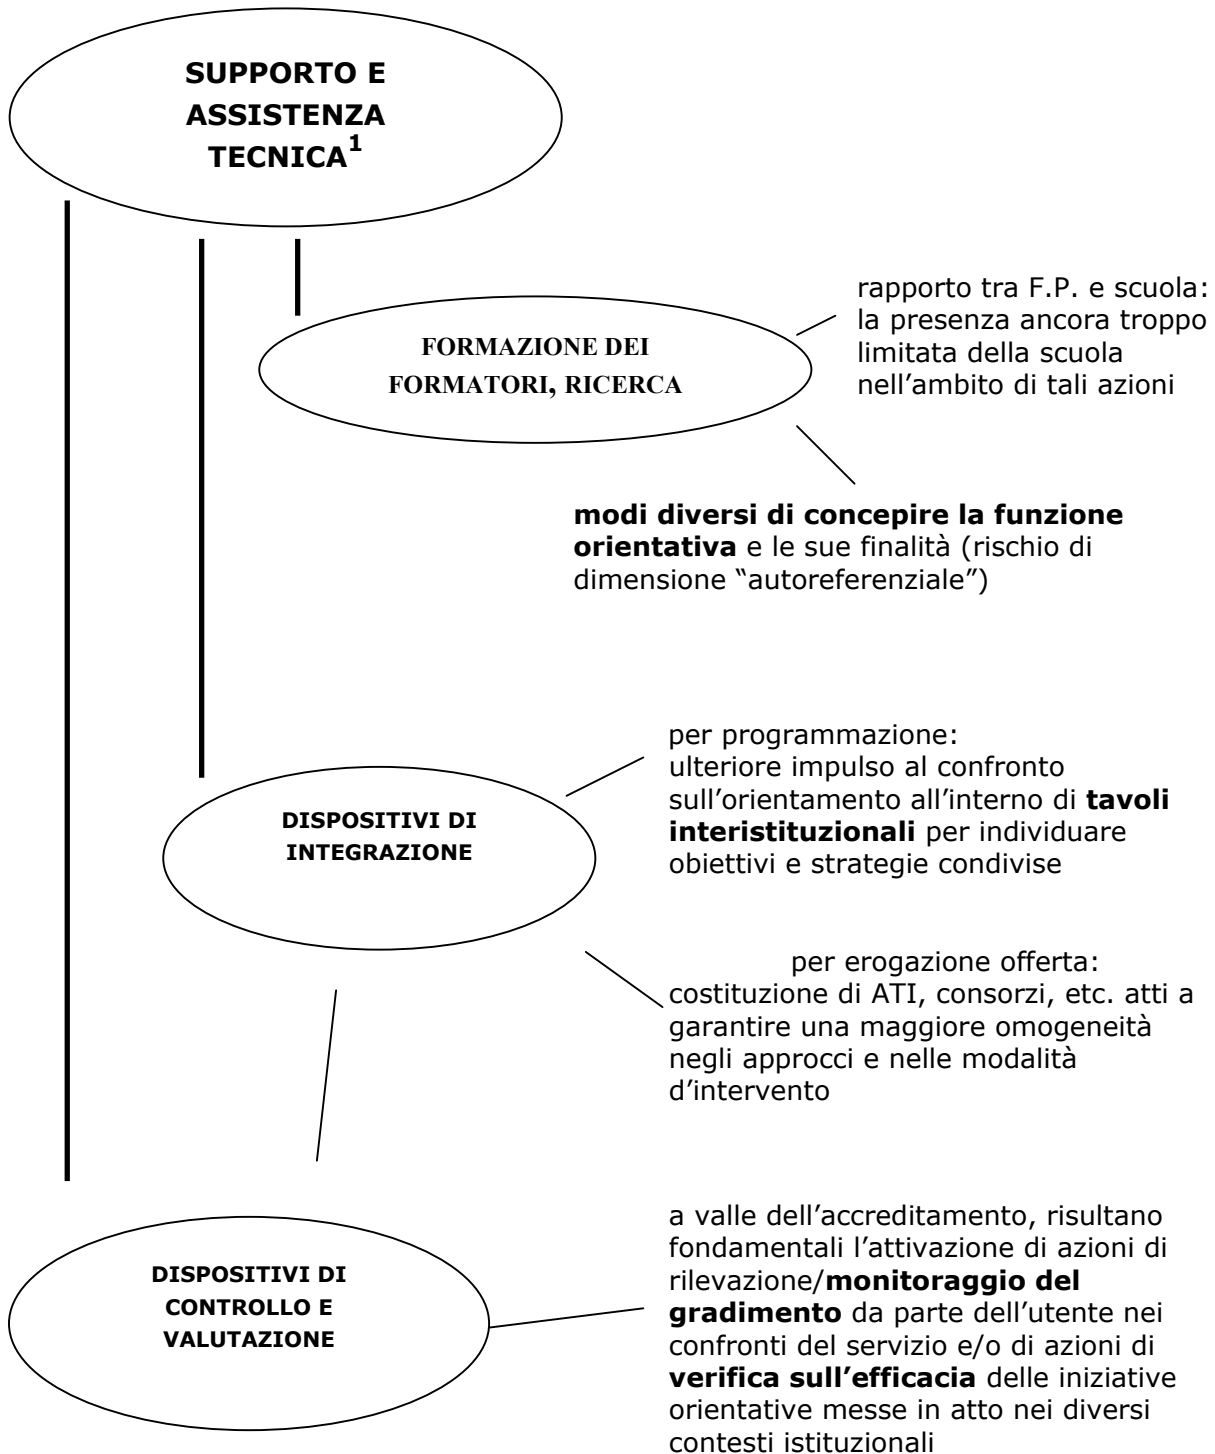 SUPPORTO E
ASSISTENZA
TECNICA1
rapporto tra F.P. e scuola:
la presenza ancora troppo
limitata della scuola
nell’ambito di tali azioni
FORMAZIONE DEI
FORMATORI, RICERCA
modi diversi di concepire la funzione
orientativa e le sue finalità (rischio di
dimensione “autoreferenziale”)
per programmazione:
ulteriore impulso al confronto
sull’orientamento all’interno di tavoli
interistituzionali per individuare
obiettivi e strategie condivise
DISPOSITIVI DI
INTEGRAZIONE
per erogazione offerta:
costituzione di ATI, consorzi, etc. atti a
garantire una maggiore omogeneità
negli approcci e nelle modalità
d’intervento
DISPOSITIVI DI
CONTROLLO E
VALUTAZIONE
a valle dell’accreditamento, risultano
fondamentali l’attivazione di azioni di
rilevazione/monitoraggio del
gradimento da parte dell’utente nei
confronti del servizio e/o di azioni di
verifica sull’efficacia delle iniziative
orientative messe in atto nei diversi
contesti istituzionali